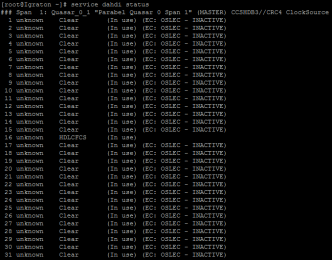 [root@Igraton ~]# service dahdi status
### Span  1: Quasar_0_1 "Parabel Quasar 0 Span 1" (MASTER) CCSHDB3//CRC4 ClockSource
1 unknown Clear (In use) (EC: OSLEC - INACTIVE)
2 unknown Clear (In use) (EC: OSLEC - INACTIVE)
3 unknown Clear (In use) (EC: OSLEC - INACTIVE)
4 unknown Clear (In use) (EC: OSLEC - INACTIVE)
5 unknown Clear (In use) (EC: OSLEC - INACTIVE)
6 unknown Clear (In use) (EC: OSLEC - INACTIVE)
7 unknown Clear (In use) (EC: OSLEC - INACTIVE)
8 unknown Clear (In use) (EC: OSLEC - INACTIVE)
9 unknown Clear (In use) (EC: OSLEC - INACTIVE)
10 unknown Clear (In use) (EC: OSLEC - INACTIVE)
11 unknown Clear (In use) (EC: OSLEC - INACTIVE)
12 unknown Clear (In use) (EC: OSLEC - INACTIVE)
13 unknown Clear (In use) (EC: OSLEC - INACTIVE)
14 unknown Clear (In use) (EC: OSLEC - INACTIVE)
15 unknown Clear (In use) (EC: OSLEC - INACTIVE)
16 unknown HDLCFCS (In use)
17 unknown Clear (In use) (EC: OSLEC - INACTIVE)
18 unknown Clear (In use) (EC: OSLEC - INACTIVE)
19 unknown Clear (In use) (EC: OSLEC - INACTIVE)
20 unknown Clear (In use) (EC: OSLEC - INACTIVE)
21 unknown Clear (In use) (EC: OSLEC - INACTIVE)
22 unknown Clear (In use) (EC: OSLEC - INACTIVE)
23 unknown Clear (In use) (EC: OSLEC - INACTIVE)
24 unknown Clear (In use) (EC: OSLEC - INACTIVE)
25 unknown Clear (In use) (EC: OSLEC - INACTIVE)
26 unknown Clear (In use) (EC: OSLEC - INACTIVE)
27 unknown Clear (In use) (EC: OSLEC - INACTIVE)
28 unknown Clear (In use) (EC: OSLEC - INACTIVE)
29 unknown Clear (In use) (EC: OSLEC - INACTIVE)
30 unknown Clear (In use) (EC: OSLEC - INACTIVE)
31 unknown Clear (In use) (EC: OSLEC - INACTIVE)